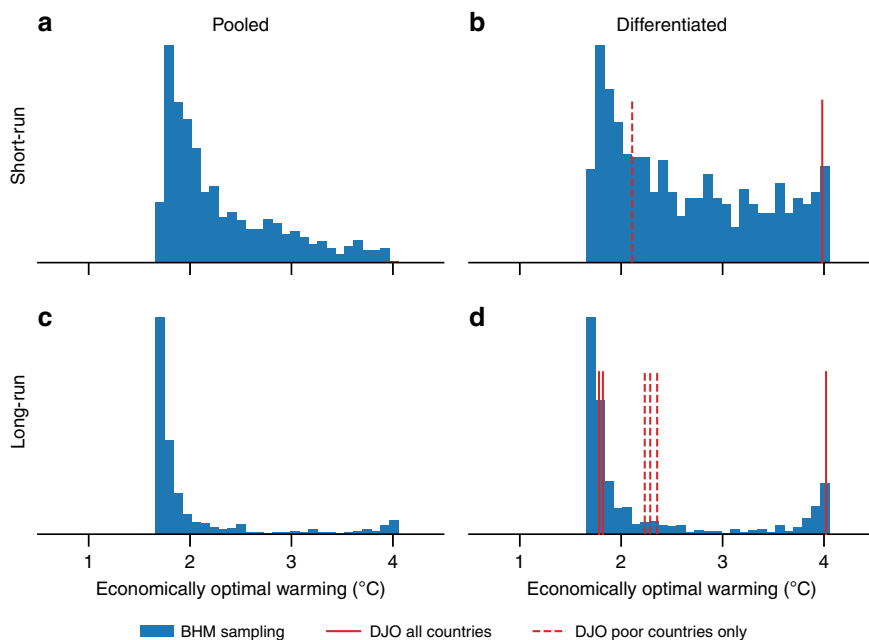 a Pooled b Differentiated
Short-run
1 2 3 4 1 2 3 4
c d
Long-run
1 2 3 4 1 2 3 4
Economically optimal warming (°C) Economically optimal warming (°C)
BHM sampling DJO all countries DJO poor countries only